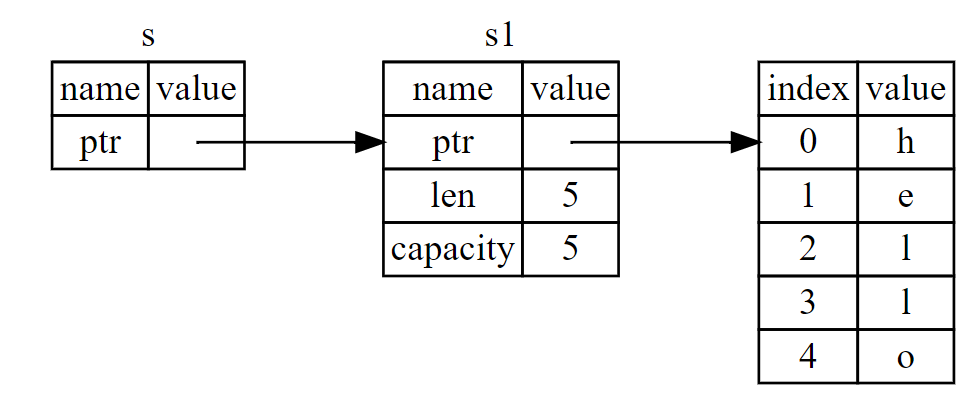 s
name value
ptr
s1
name value
ptr
len 5
capacity 5
index value
0 h
1 e
2 l
3 l
4 o